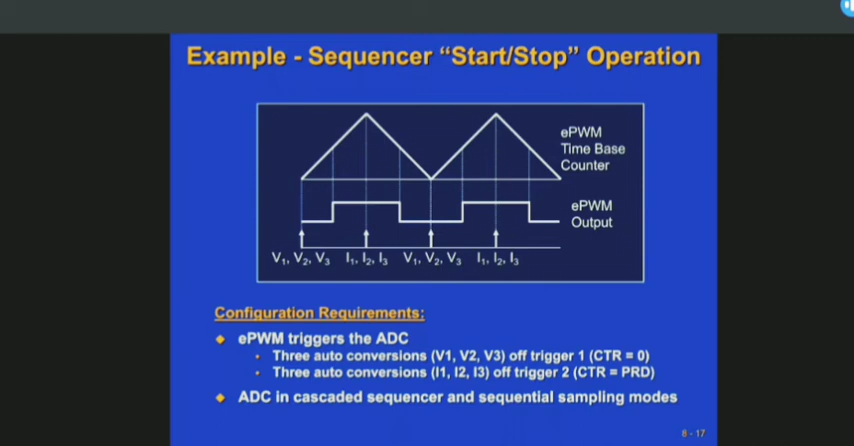 Example - Sequencer “Start/Stop” Operation
ePWM
Time Base
Counter
ePWM
Output
V₁, V₂, V₃ I₁, I₂, I₃ V₁, V₂, V₃ I₁, I₂, I₃
Configuration Requirements:
◆ ePWM triggers the ADC
• Three auto conversions (V1, V2, V3) off trigger 1 (CTR = 0)
• Three auto conversions (I1, I2, I3) off trigger 2 (CTR = PRD)
◆ ADC in cascaded sequencer and sequential sampling modes
8 - 17